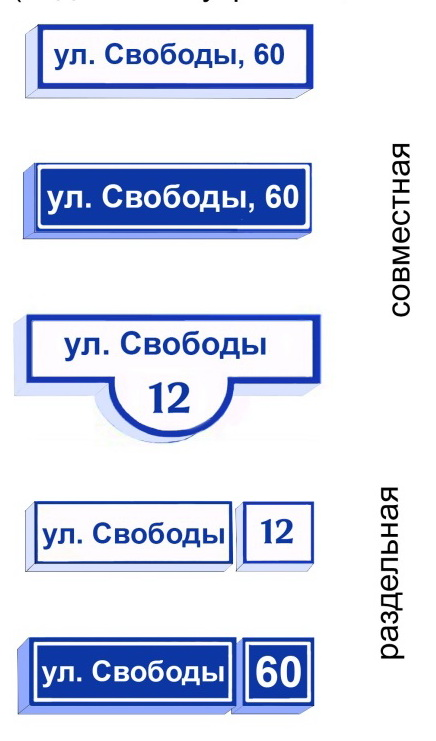 ул. Свободы, 60
ул. Свободы, 60
ул. Свободы
12
совместная
ул. Свободы 12
ул. Свободы 60
раздельная